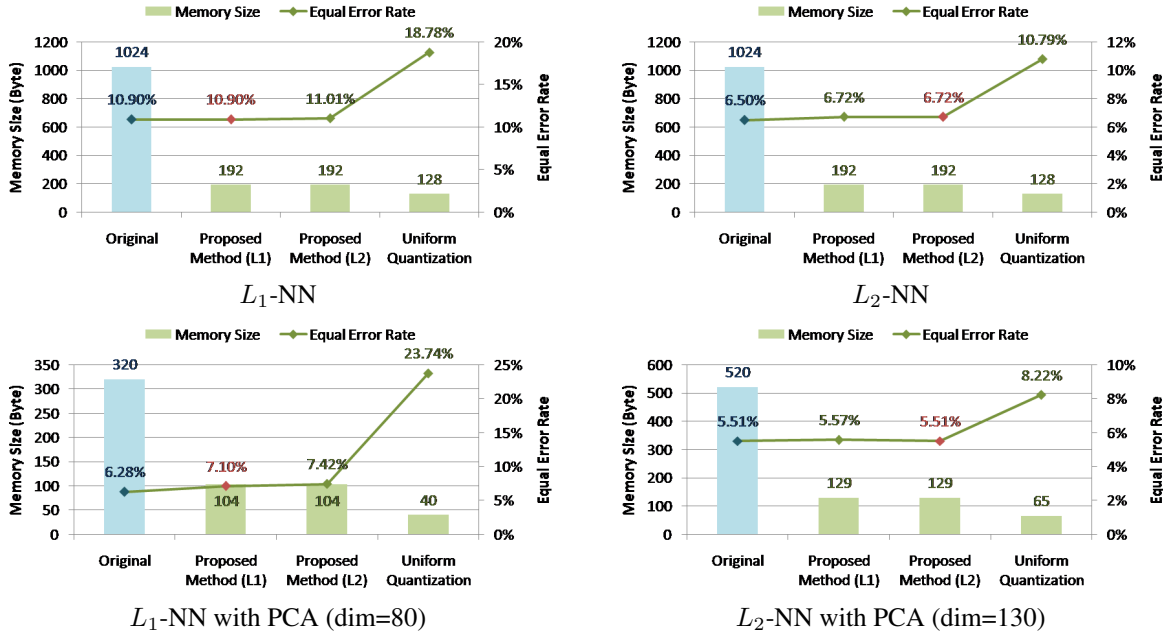 Memory Size Equal Error Rate
18.78%
1200 20%
1024
1000
15%
800
10.90% 10.90% 11.01%
600 10%
400
192 192 5%
200 128
0 0%
Memory Size (Byte)
Equal Error Rate
Original Proposed Method (L1) Proposed Method (L2) Uniform Quantization
L1-NN
Memory Size Equal Error Rate
10.79%
1200 12%
1024
1000 10%
800 8%
6.50% 6.72% 6.72%
600 6%
400 4%
192 192
200 128 2%
0 0%
Memory Size (Byte)
Equal Error Rate
Original Proposed Method (L1) Proposed Method (L2) Uniform Quantization
L2-NN
Memory Size Equal Error Rate
23.74%
350 25%
320
300
20%
250
200 15%
150
6.28% 7.10% 7.42% 10%
100
104 104 40 5%
50
0 0%
Memory Size (Byte)
Equal Error Rate
Original Proposed Method (L1) Proposed Method (L2) Uniform Quantization
L1-NN with PCA (dim=80)
Memory Size Equal Error Rate
600 10%
520 8.22%
500 8%
5.51% 5.57% 5.51%
400
6%
300
4%
200
129 129
2%
100 65
0 0%
Memory Size (Byte)
Equal Error Rate
Original Proposed Method (L1) Proposed Method (L2) Uniform Quantization
L2-NN with PCA (dim=130)